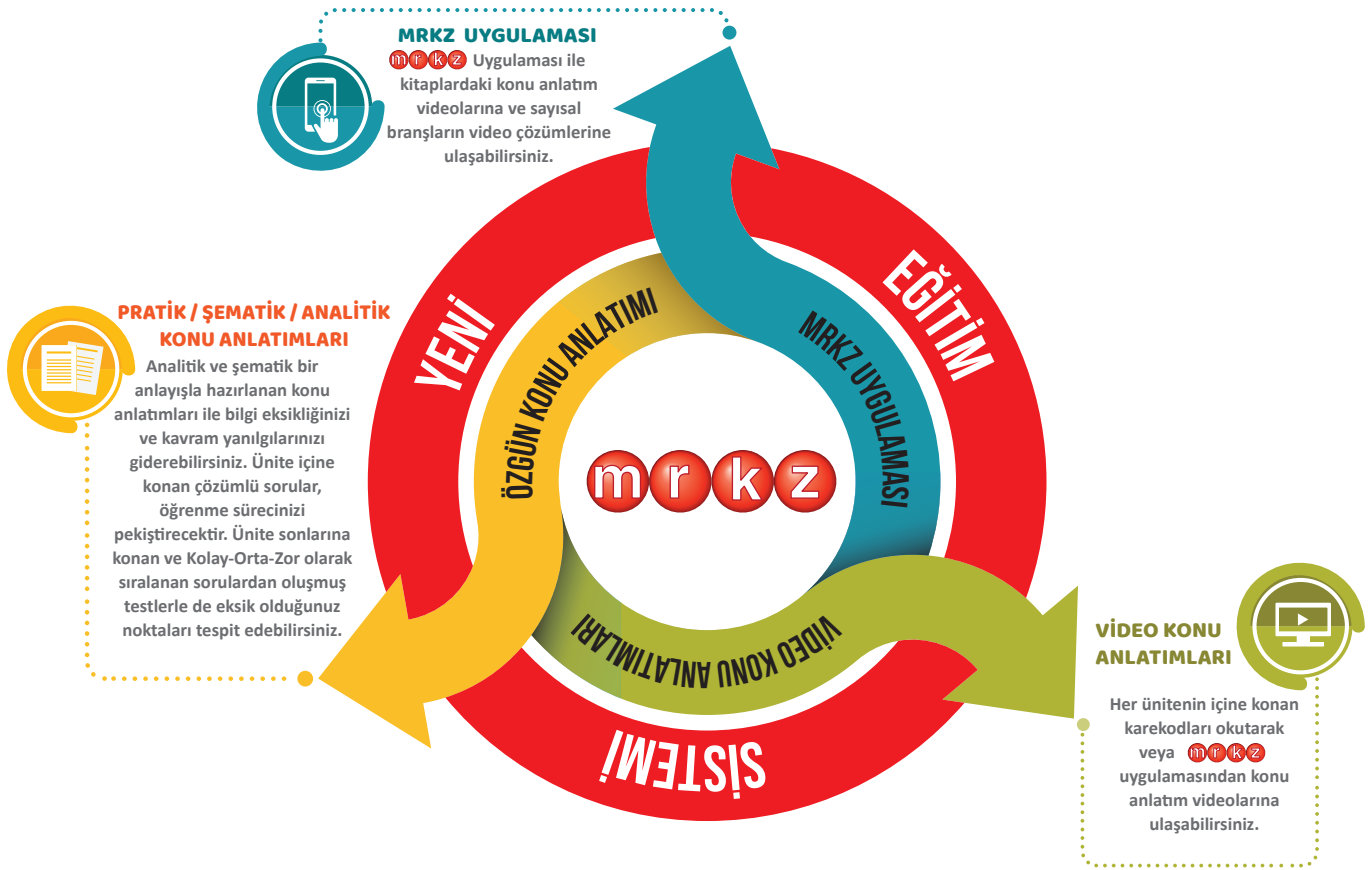 MRKZ UYGULAMASI
mrkz Uygulaması ile
kitaplardaki konu anlatım
videolarına ve sayısal
branşların video çözümlerine
ulaşabilirsiniz.
PRATİK / ŞEMATİK / ANALİTİK
KONU ANLATIMLARI
Analitik ve şematik bir
anlayışla hazırlanan konu
anlatımları ile bilgi eksikliğinizi
ve kavram yanılgılarınızı
giderebilirsiniz. Ünite içine
konan çözümlü sorular,
öğrenme sürecinizi
pekiştirecektir. Ünite sonlarına
konan ve Kolay-Orta-Zor olarak
sıralanan sorulardan oluşmuş
testlerle de eksik olduğunuz
noktaları tespit edebilirsiniz.
YENİ
EĞİTİM
SİSTEMİ
ÖZGÜN KONU ANLATIMI
MRKZ UYGULAMASI
VİDEO KONU ANLATIMLARI
mrkz
VİDEO KONU
ANLATIMLARI
Her ünitenin içine konan
karekodları okutarak
veya mrkz
uygulamasından konu
anlatım videolarına
ulaşabilirsiniz.